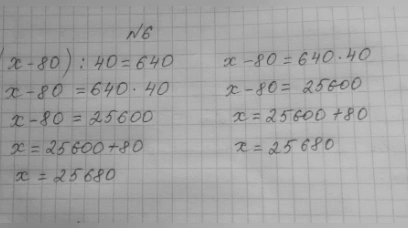 №6
(x-80) : 40 = 640
x-80 = 640 · 40
x-80 = 25600
x = 25600+80
x = 25680
x-80 = 640 · 40
x-80 = 25600
x = 25600+80
x = 25680